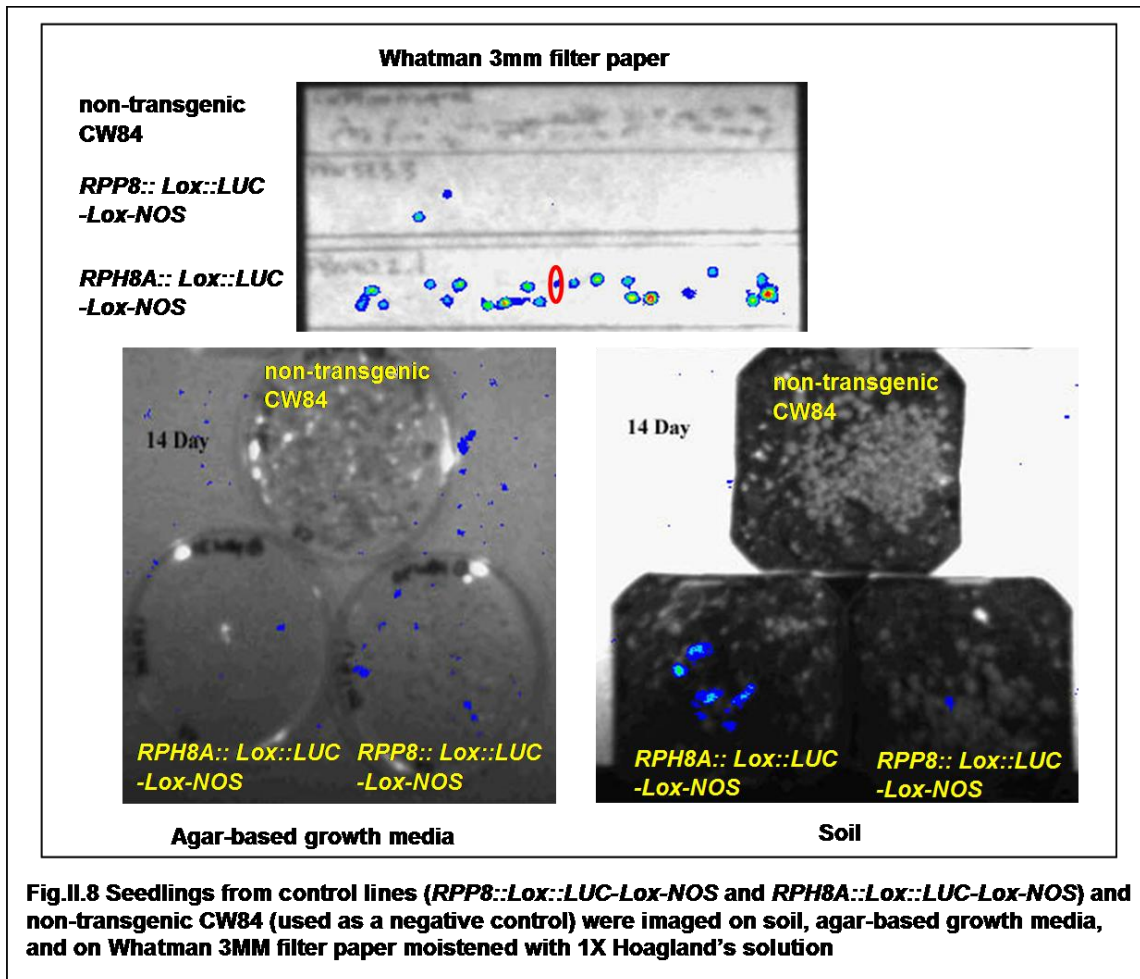 Whatman 3mm filter paper
non-transgenic
CW84
RPP8:: Lox::LUC
-Lox-NOS
RPH8A:: Lox::LUC
-Lox-NOS
non-transgenic
CW84
14 Day
RPH8A:: Lox::LUC
-Lox-NOS
RPP8:: Lox::LUC
-Lox-NOS
Agar-based growth media
non-transgenic
CW84
14 Day
RPH8A:: Lox::LUC
-Lox-NOS
RPP8:: Lox::LUC
-Lox-NOS
Soil
Fig.II.8 Seedlings from control lines (RPP8::Lox::LUC-Lox-NOS and RPH8A::Lox::LUC-Lox-NOS) and
non-transgenic CW84 (used as a negative control) were imaged on soil, agar-based growth media,
and on Whatman 3MM filter paper moistened with 1X Hoagland's solution